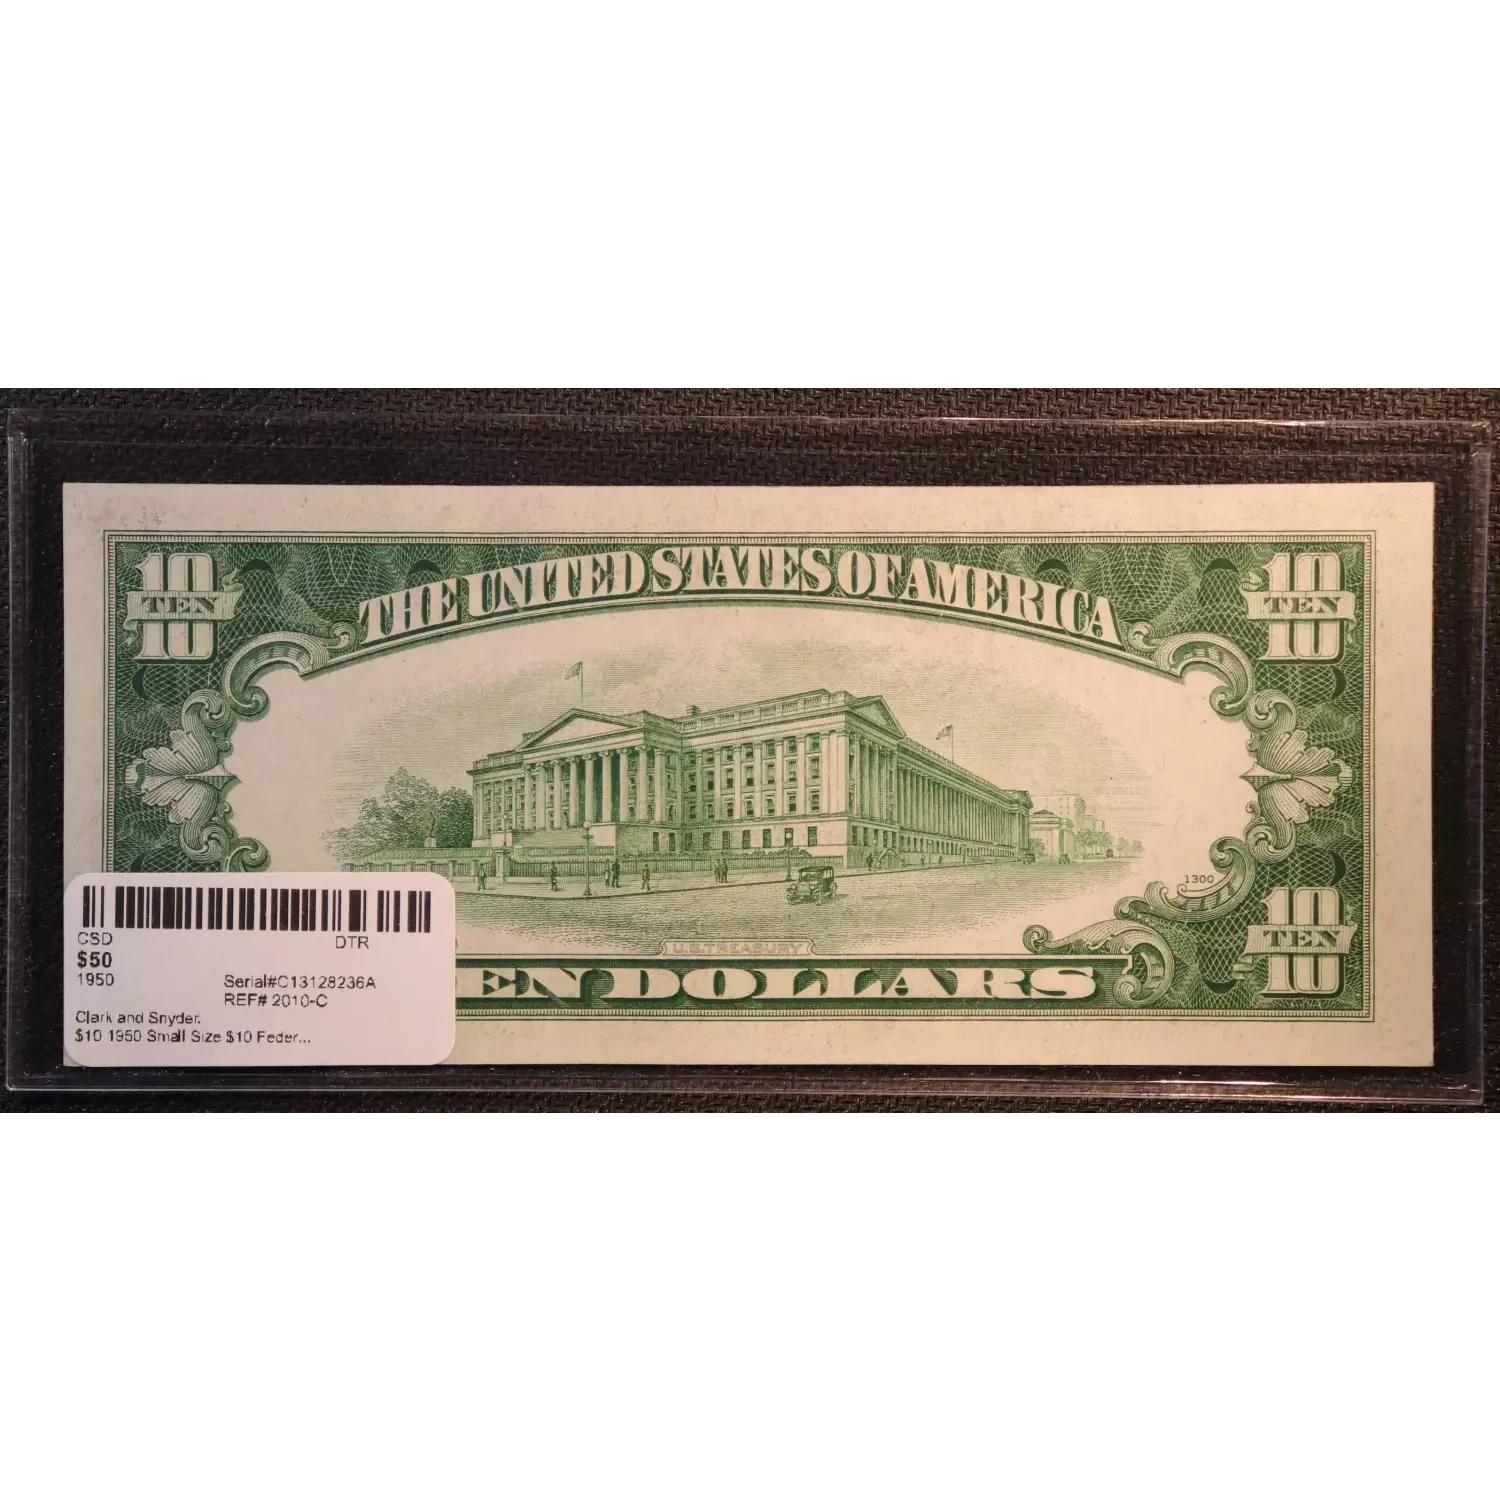 THE UNITED STATES OF AMERICA
10
TEN
10
10
TEN
10
1300
10
TEN
10
U.S. TREASURY
EN DOLLARS
CSD DTR
$50
1950 Serial#C13128236A
REF# 2010-C
Clark and Snyder.
$10 1950 Small Size $10 Feder...